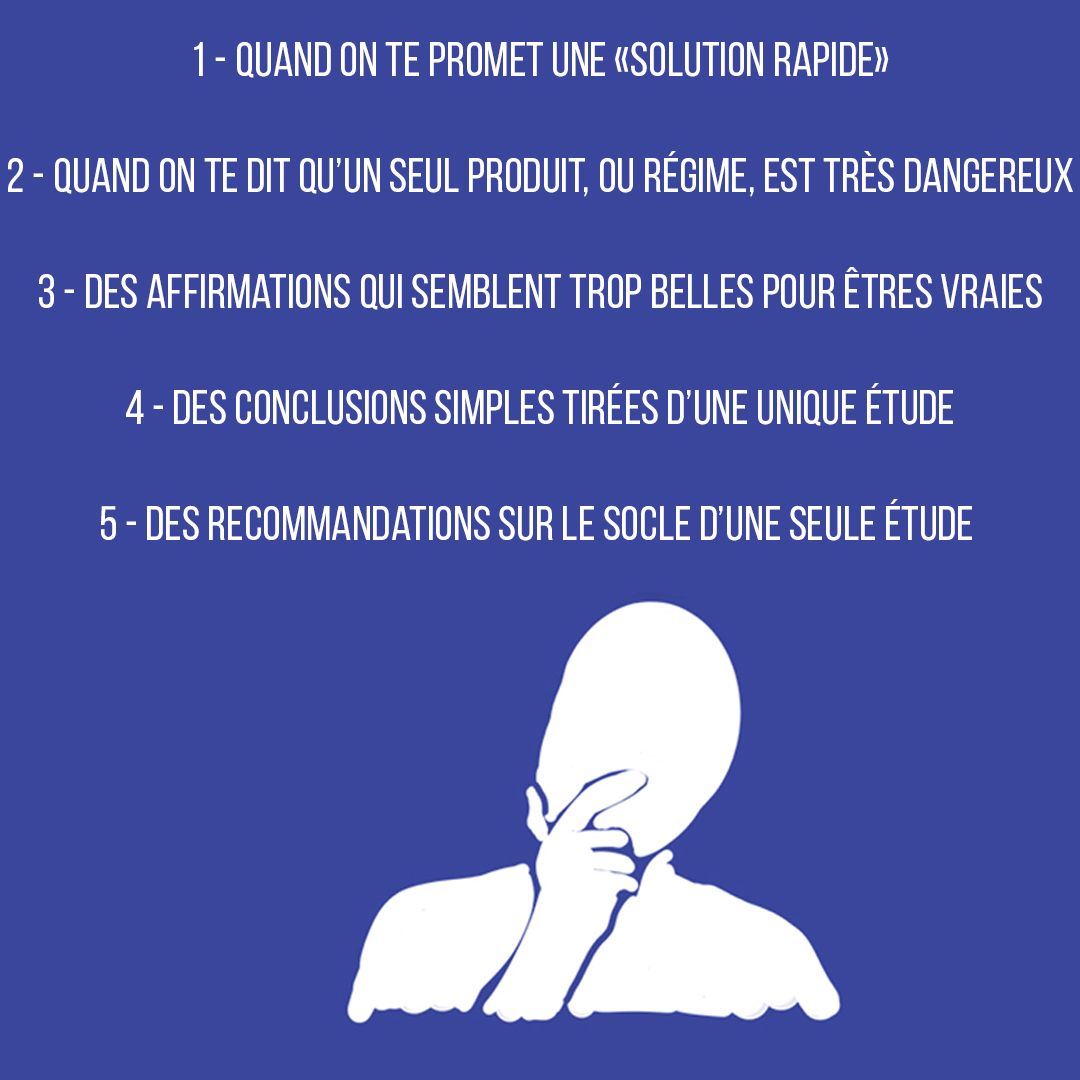 1 - QUAND ON TE PROMET UNE «SOLUTION RAPIDE»
2 - QUAND ON TE DIT QU’UN SEUL PRODUIT, OU RÉGIME, EST TRÈS DANGEREUX
3 - DES AFFIRMATIONS QUI SEMBLENT TROP BELLES POUR ÊTRES VRAIES
4 - DES CONCLUSIONS SIMPLES TIRÉES D’UNE UNIQUE ÉTUDE
5 - DES RECOMMANDATIONS SUR LE SOCLE D’UNE SEULE ÉTUDE